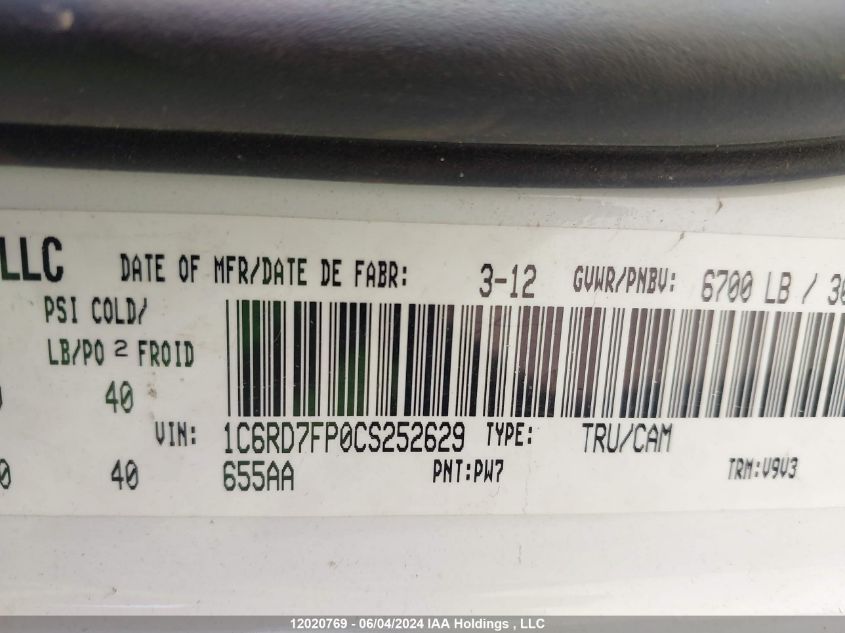 LLC DATE OF MFR/DATE DE FABR: 3-12 GVWR/PNBV: 6700 LB / 30
PSI COLD/
LB/PO 2 FROID
40
VIN: 1C6RD7FP0CS252629 TYPE: TRU/CAM
0 40 655AA PNT:PW7 TRM:V9V3
12020769 - 06/04/2024 IAA Holdings , LLC